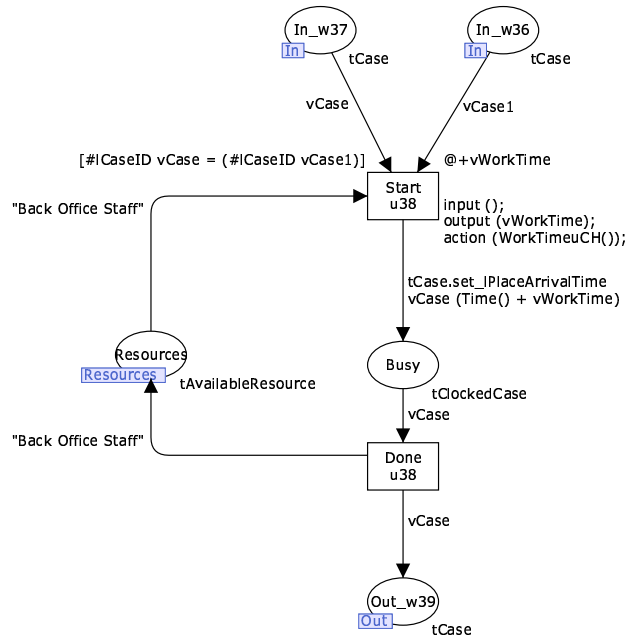 In_w37
In
tCase
In_w36
In
tCase
vCase
vCase1
[#lCaseID vCase = (#lCaseID vCase1)]
@+vWorkTime
Start
u38
"Back Office Staff"
input ();
output (vWorkTime);
action (WorkTimeuCH());
tCase.set_lPlaceArrivalTime
vCase (Time() + vWorkTime)
Resources
Resources
tAvailableResource
Busy
tClockedCase
vCase
"Back Office Staff"
Done
u38
vCase
Out_w39
Out
tCase